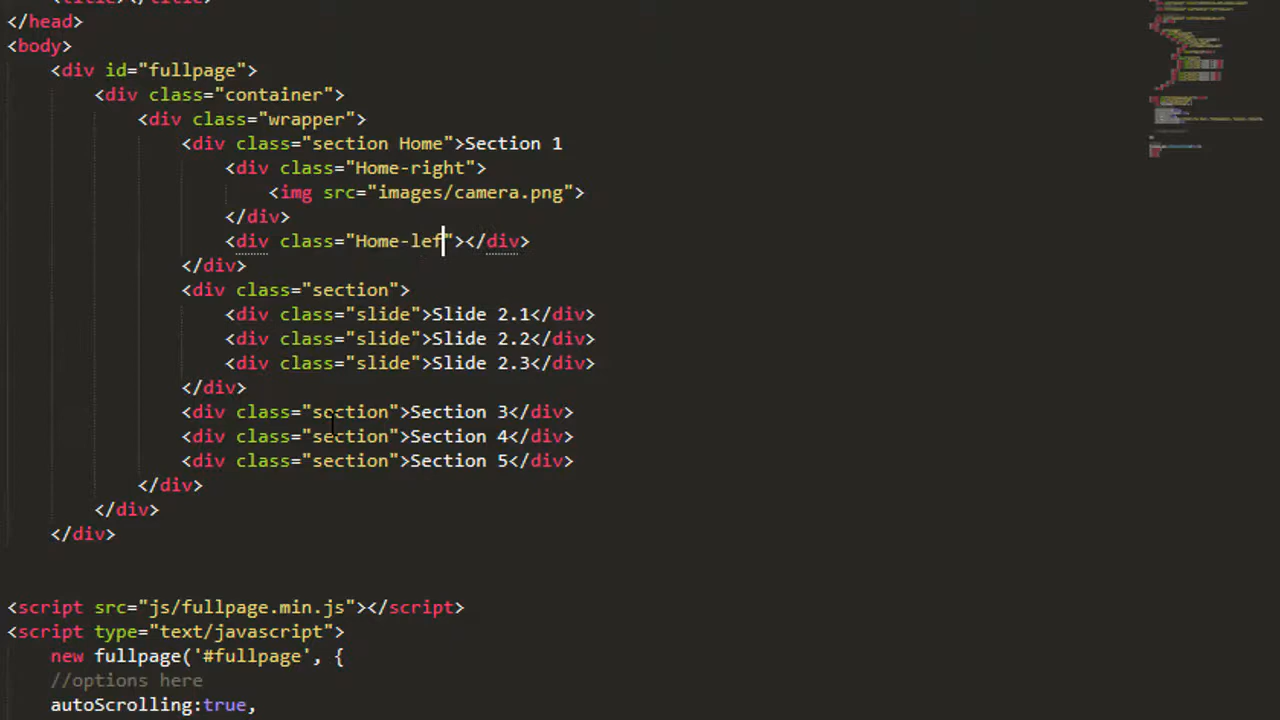 <title></title>
</head>
<body>
<div id="fullpage">
<div class="container">
<div class="wrapper">
<div class="section Home">Section 1
<div class="Home-right">
<img src="images/camera.png">
</div>
<div class="Home-lef"></div>
</div>
<div class="section">
<div class="slide">Slide 2.1</div>
<div class="slide">Slide 2.2</div>
<div class="slide">Slide 2.3</div>
</div>
<div class="section">Section 3</div>
<div class="section">Section 4</div>
<div class="section">Section 5</div>
</div>
</div>
</div>
<script src="js/fullpage.min.js"></script>
<script type="text/javascript">
new fullpage('#fullpage', {
//options here
autoScrolling:true,